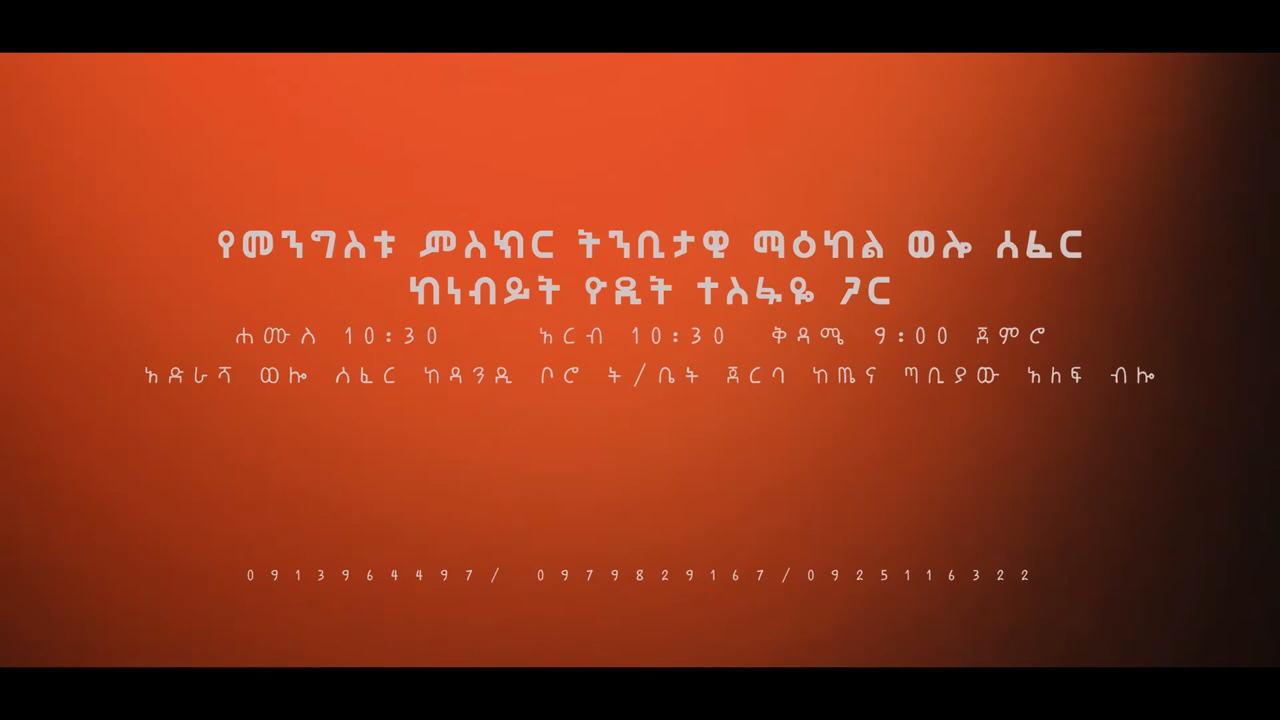 የመንግስቱ ምስክር ትንቢታዊ ማዕከል ወሎ ሰፈር
ከነብይት ዮዲት ተስፋዬ ጋር
ሐሙስ 10:30 አርብ 10:30 ቅዳሜ 9:00 ጀምሮ
አድራሻ ወሎ ሰፈር ከዳንዲ ቦሮ ት/ቤት ጀርባ ከጤና ጣቢያው አለፍ ብሎ
0913964497/ 0979829167/0925116322